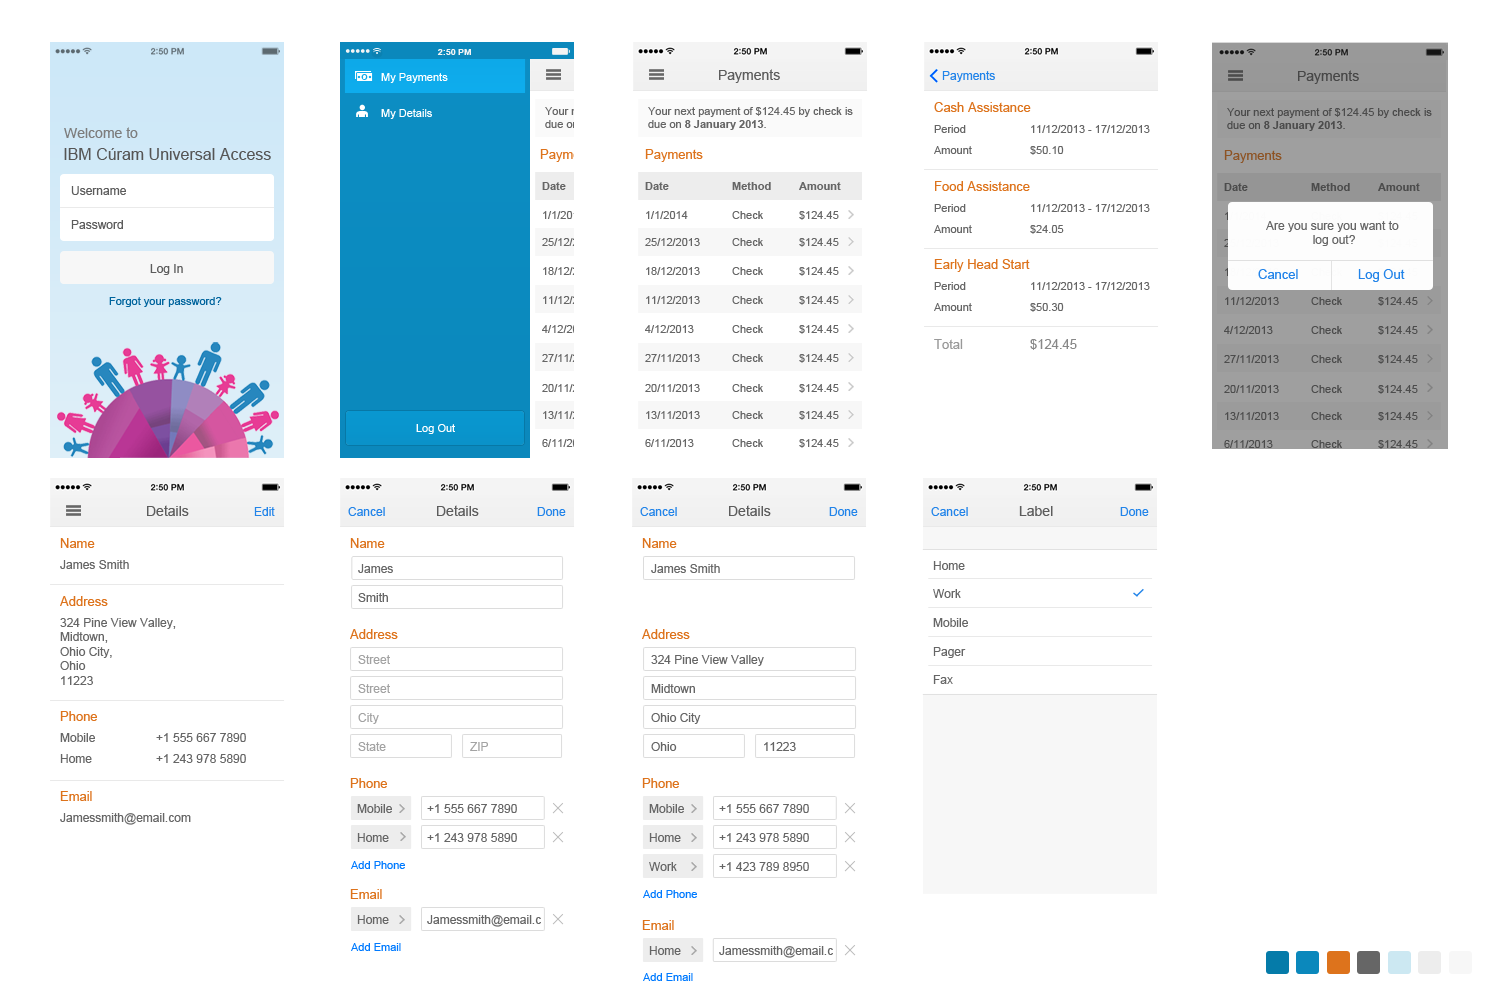 2:50 PM
Welcome to
IBM Cúram Universal Access
Username
Password
Log In
Forgot your password?
2:50 PM
My Payments
My Details
Log Out
Your n
due on
Paym
Date
1/1/201
25/12/2
18/12/
11/12/2
4/12/20
27/11/
20/11/
13/11/
6/11/20
2:50 PM
Payments
Your next payment of $124.45 by check is
due on 8 January 2013.
Payments
Date Method Amount
1/1/2014 Check $124.45
25/12/2013 Check $124.45
18/12/2013 Check $124.45
11/12/2013 Check $124.45
4/12/2013 Check $124.45
27/11/2013 Check $124.45
20/11/2013 Check $124.45
13/11/2013 Check $124.45
6/11/2013 Check $124.45
2:50 PM
Payments
Cash Assistance
Period 11/12/2013 - 17/12/2013
Amount $50.10
Food Assistance
Period 11/12/2013 - 17/12/2013
Amount $24.05
Early Head Start
Period 11/12/2013 - 17/12/2013
Amount $50.30
Total $124.45
2:50 PM
Payments
Your next payment of $124.45 by check is
due on 8 January 2013.
Payments
Date Method Amount
Are you sure you want to
log out?
Cancel Log Out
11/12/2013 Check $124.45
4/12/2013 Check $124.45
27/11/2013 Check $124.45
20/11/2013 Check $124.45
13/11/2013 Check $124.45
6/11/2013 Check $124.45
2:50 PM
Details Edit
Name
James Smith
Address
324 Pine View Valley,
Midtown,
Ohio City,
Ohio
11223
Phone
Mobile +1 555 667 7890
Home +1 243 978 5890
Email
Jamessmith@email.com
2:50 PM
Cancel Details Done
Name
James
Smith
Address
Street
Street
City
State ZIP
Phone
Mobile +1 555 667 7890
Home +1 243 978 5890
Add Phone
Email
Home Jamessmith@email.c
Add Email
2:50 PM
Cancel Details Done
Name
James Smith
Address
324 Pine View Valley
Midtown
Ohio City
Ohio 11223
Phone
Mobile +1 555 667 7890
Home +1 243 978 5890
Work +1 423 789 8950
Add Phone
Email
Home Jamessmith@email.c
Add Email
2:50 PM
Cancel Label Done
Home
Work
Mobile
Pager
Fax